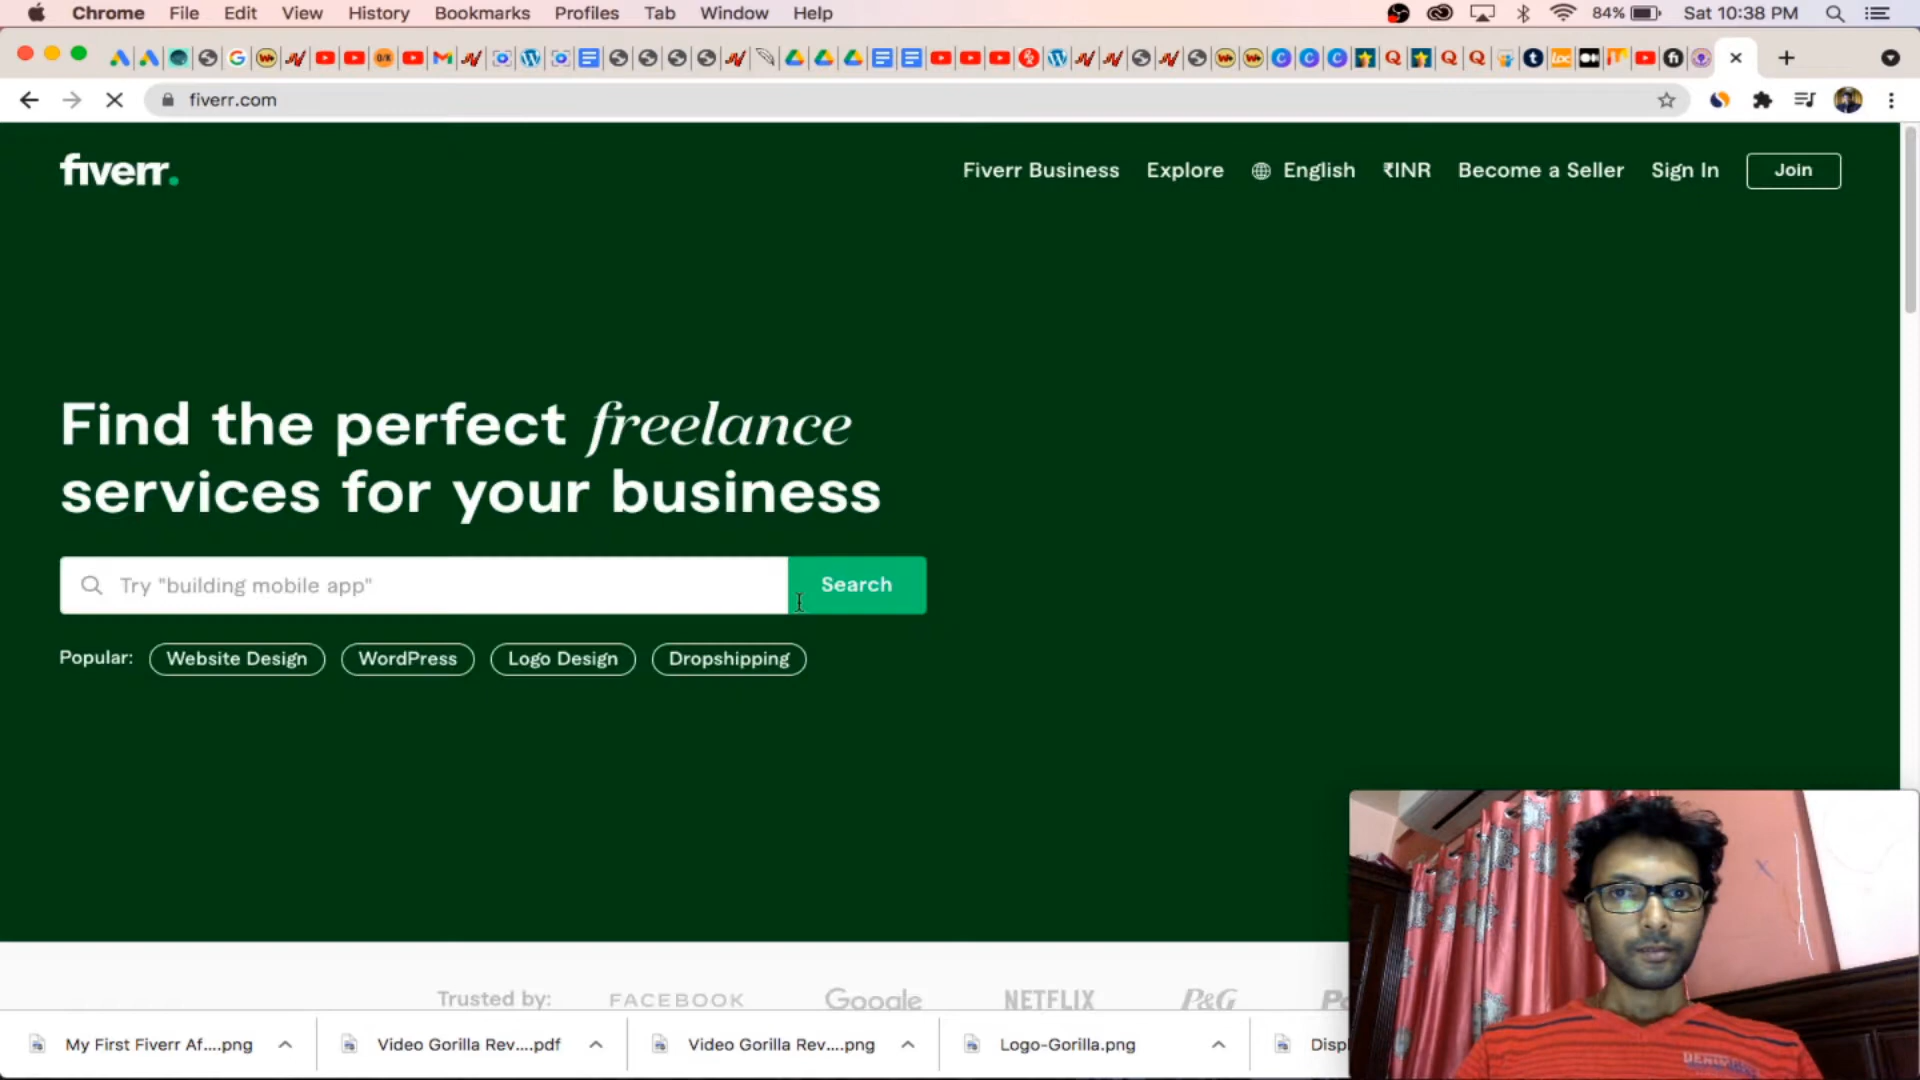 Chrome File Edit View History Bookmarks Profiles Tab Window Help 84% Sat 10:38 PM
fiverr.com
fiverr.
Fiverr Business Explore English ₹INR Become a Seller Sign In Join
Find the perfect freelance
services for your business
Try "building mobile app" Search
Popular: Website Design WordPress Logo Design Dropshipping
Trusted by: FACEBOOK Google NETFLIX P&G
My First Fiverr Af....png Video Gorilla Rev....pdf Video Gorilla Rev....png Logo-Gorilla.png Displ